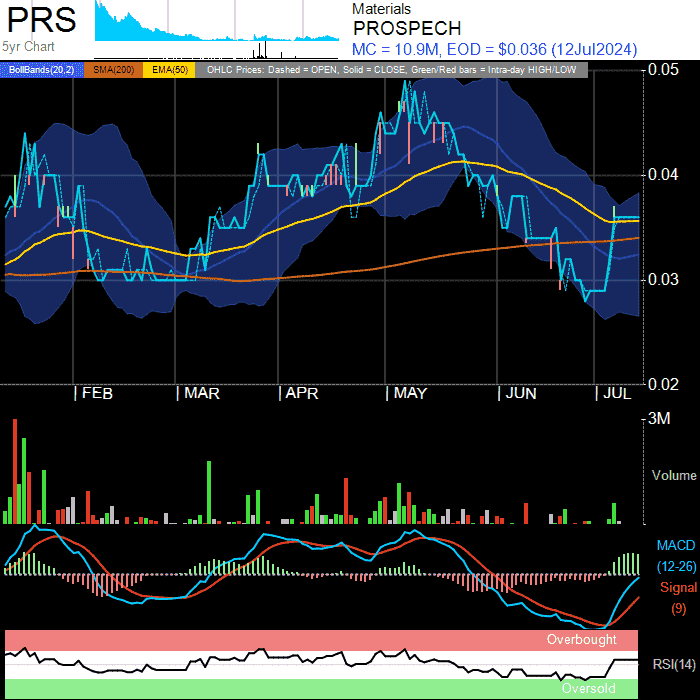 PRS
5yr Chart
Materials
PROSPECH
MC = 10.9M, EOD = $0.036 (12Jul2024)
BollBands(20,2) SMA(200) EMA(50) OHLC Prices: Dashed = OPEN, Solid = CLOSE, Green/Red bars = Intra-day HIGH/LOW
0.05
0.04
0.03
0.02
| FEB | MAR | APR | MAY | JUN | JUL
3M
Volume
MACD
(12-26)
Signal
(9)
Overbought
RSI(14)
Oversold